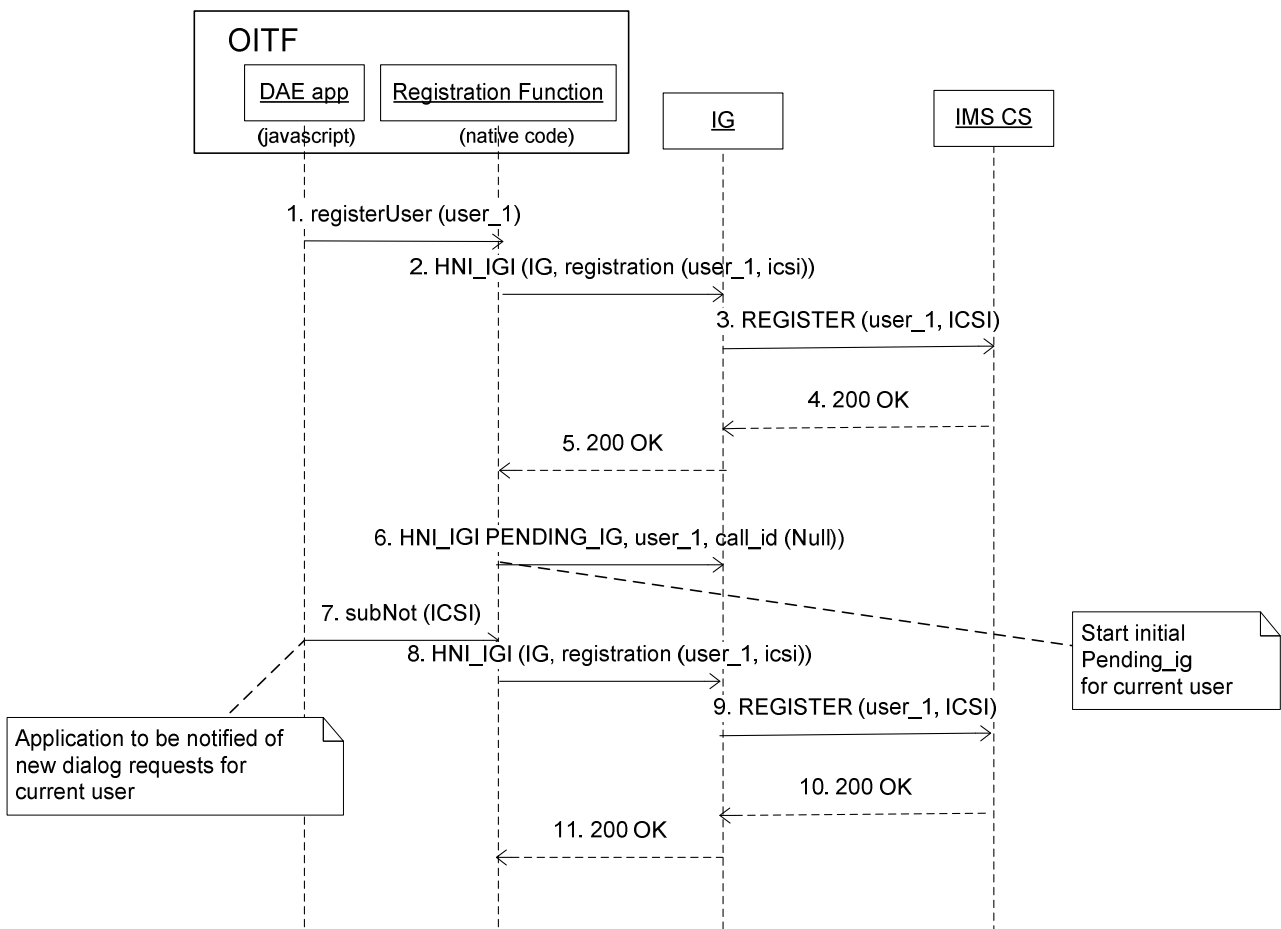 OITF
DAE app
Registration Function
IG
IMS CS
(javascript)
(native code)
1. registerUser (user_1)
2. HNI_IGI (IG, registration (user_1, icsi))
3. REGISTER (user_1, ICSI)
4. 200 OK
5. 200 OK
6. HNI_IGI PENDING_IG, user_1, call_id (Null))
7. subNot (ICSI)
Start initial
Pending_ig
for current user
8. HNI_IGI (IG, registration (user_1, icsi))
9. REGISTER (user_1, ICSI)
Application to be notified of
new dialog requests for
current user
10. 200 OK
11. 200 OK